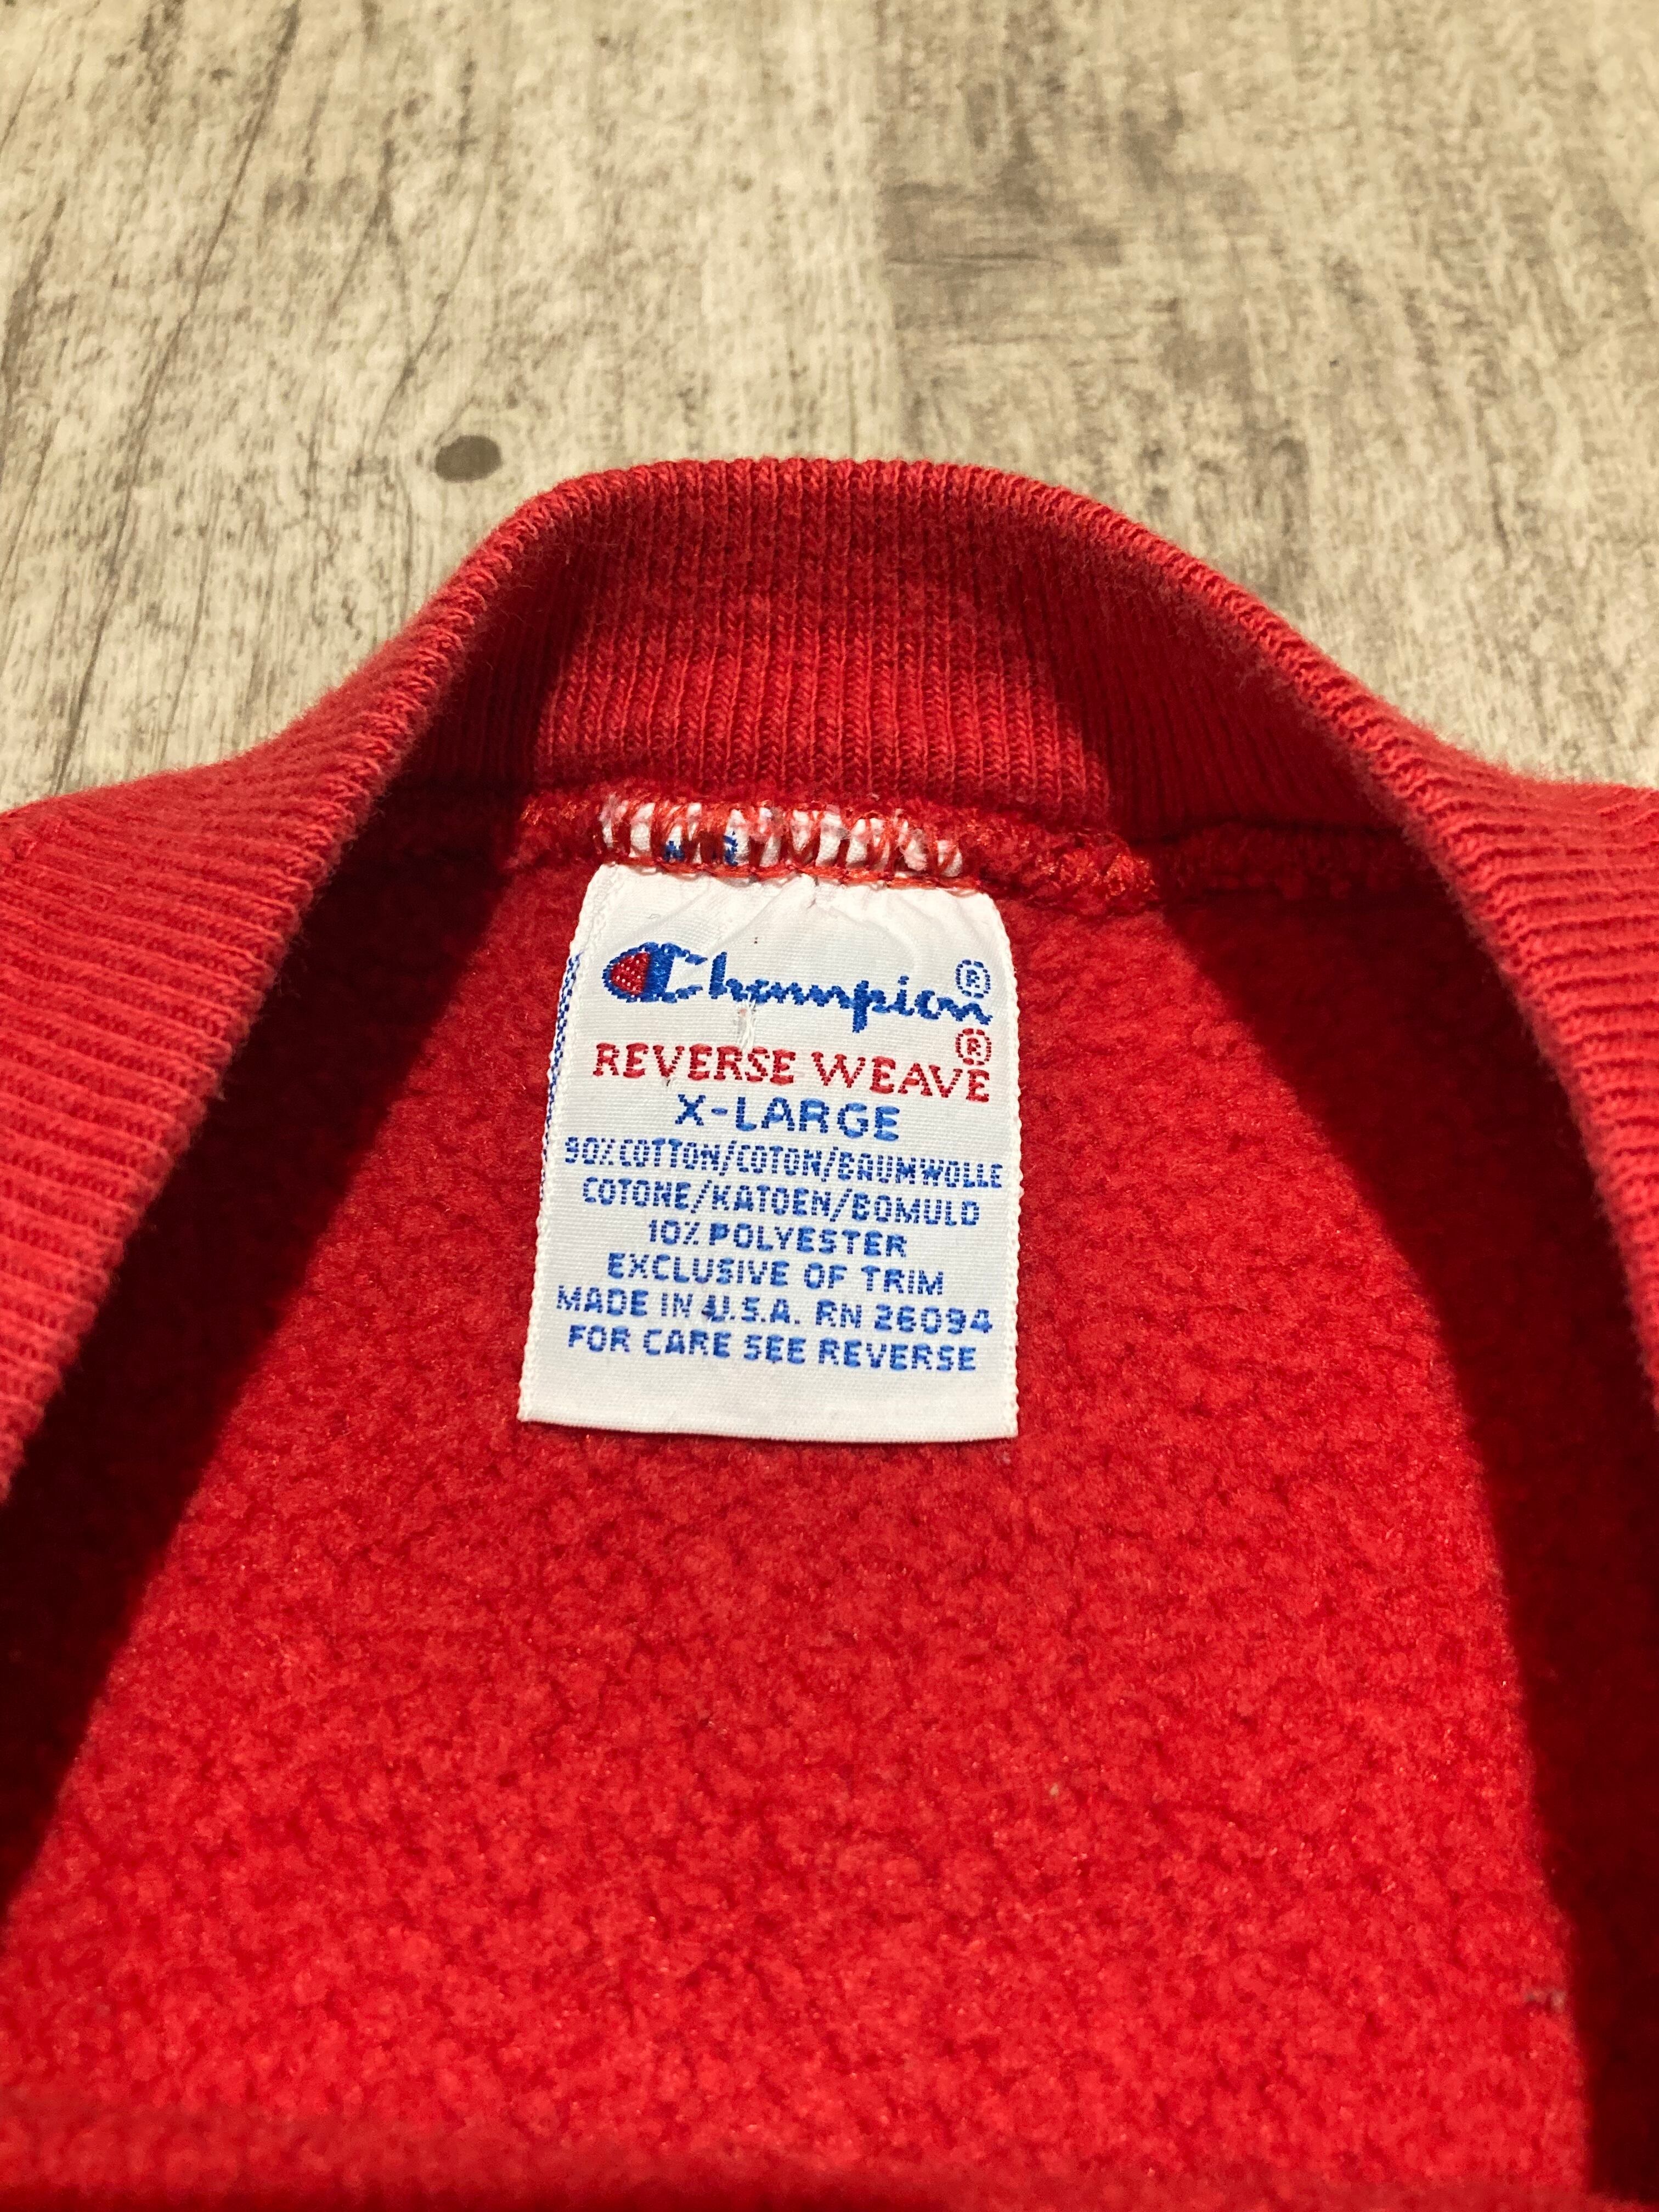 Champion®
REVERSE WEAVE®
X-LARGE
90% COTTON/COTON/BAUMWOLLE
COTONE/KATOEN/BOMULD
10% POLYESTER
EXCLUSIVE OF TRIM
MADE IN U.S.A. RN 26094
FOR CARE SEE REVERSE